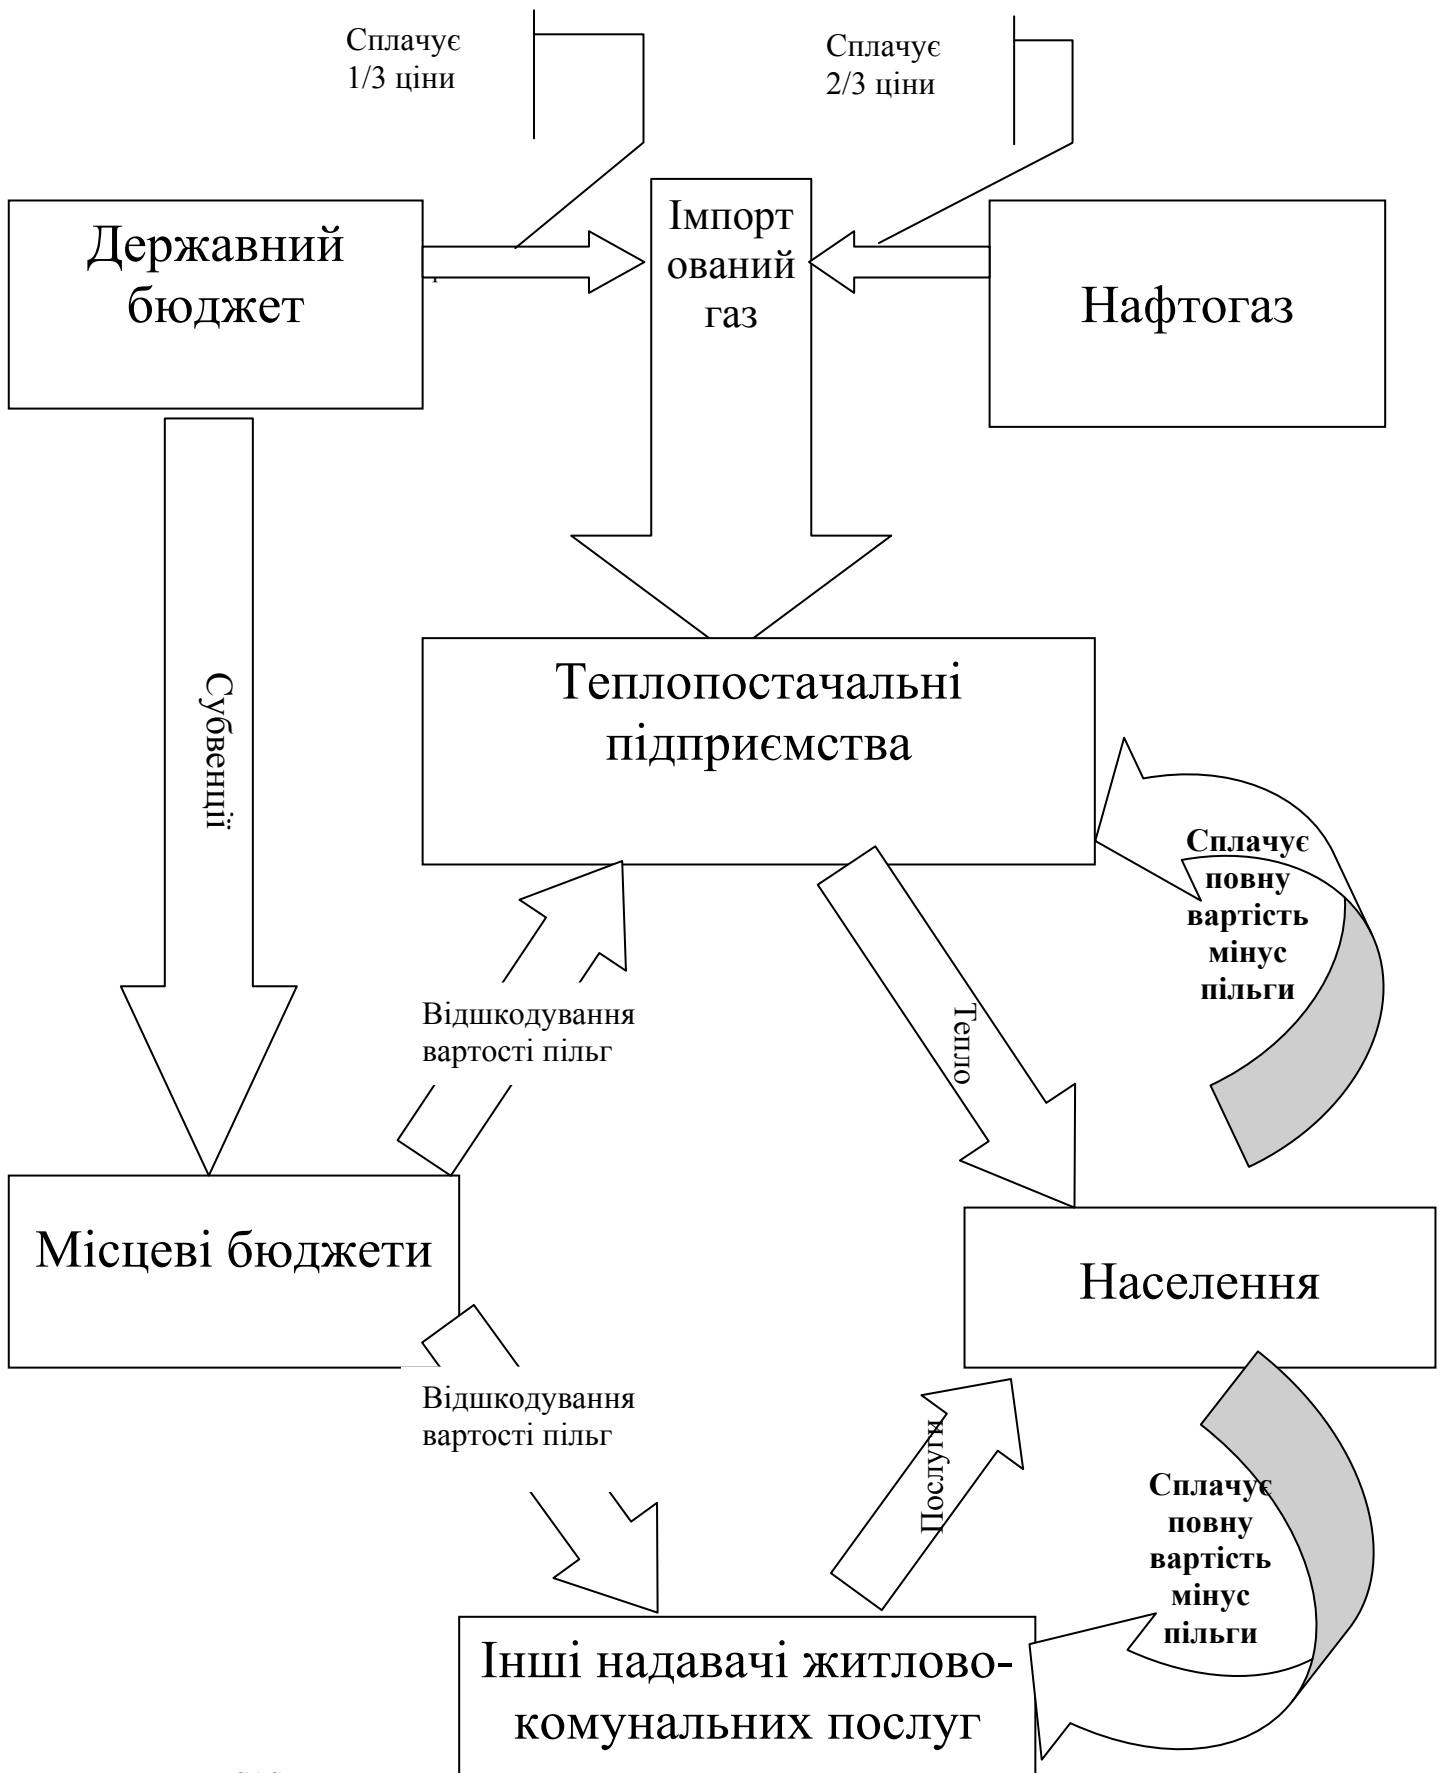 Сплачує
1/3 ціни
Сплачує
2/3 ціни
Державний
бюджет
Імпорт
ований
газ
Нафтогаз
Субвенції
Теплопостачальні
підприємства
Сплачує
повну
вартість
мінус
пільги
Відшкодування
вартості пільг
Тепло
Місцеві бюджети
Населення
Відшкодування
вартості пільг
Послуги
Сплачує
повну
вартість
мінус
пільги
Інші надавачі житлово-
комунальних послуг